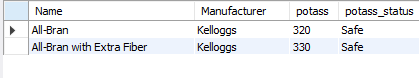 Name Manufacturer potass potass_status
All-Bran Kelloggs 320 Safe
All-Bran with Extra Fiber Kelloggs 330 Safe